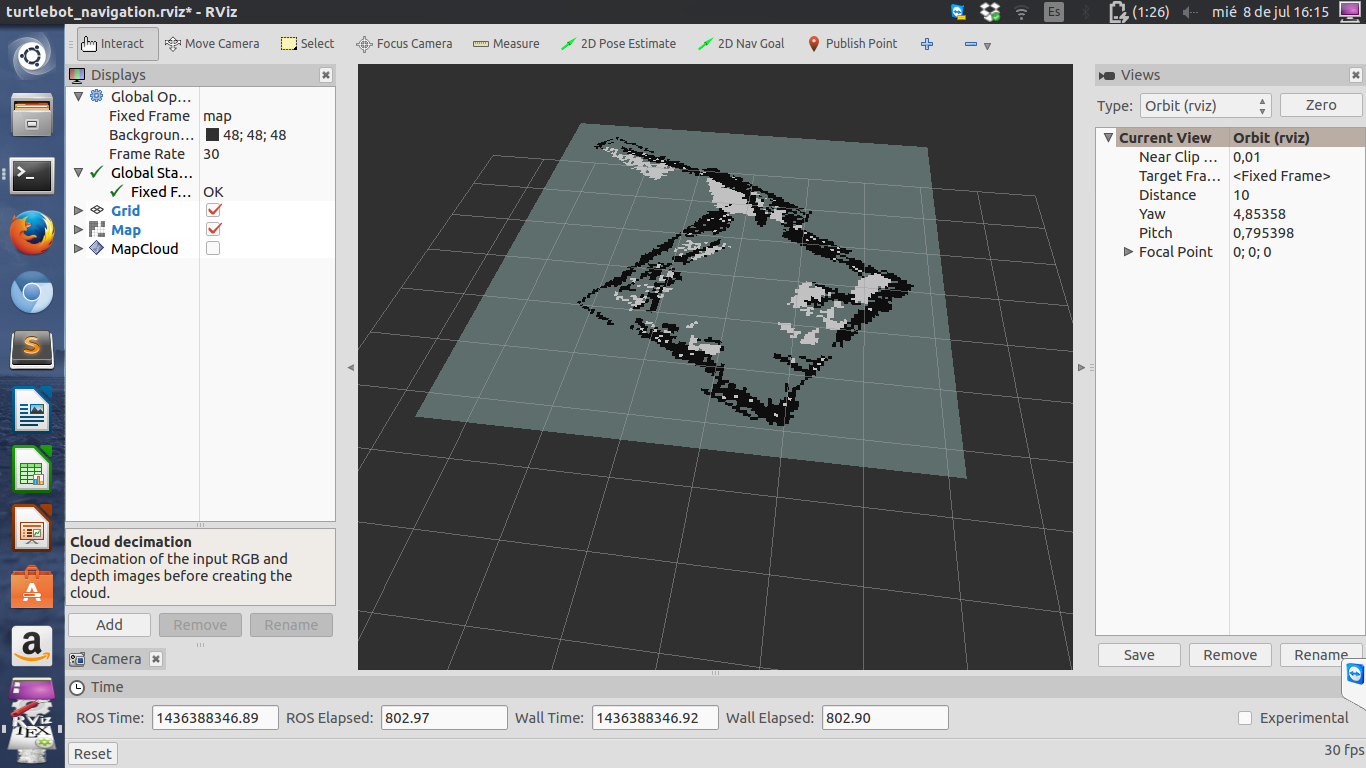 turtlebot_navigation.rviz* - RViz
Es
(1:26)
mié 8 de jul 16:15
Interact
Move Camera
Select
Focus Camera
Measure
2D Pose Estimate
2D Nav Goal
Publish Point
Displays
Global Op...
Fixed Frame map
Backgroun... 48; 48; 48
Frame Rate 30
Global Sta...
Fixed F... OK
Grid
Map
MapCloud
Cloud decimation
Decimation of the input RGB and
depth images before creating the
cloud.
Add
Remove
Rename
Camera
Views
Type: Orbit (rviz)
Zero
Current View Orbit (rviz)
Near Clip ... 0,01
Target Fra... <Fixed Frame>
Distance 10
Yaw 4,85358
Pitch 0,795398
Focal Point 0; 0; 0
Save
Remove
Rename
Time
ROS Time: 1436388346.89
ROS Elapsed: 802.97
Wall Time: 1436388346.92
Wall Elapsed: 802.90
Experimental
Reset
30 fps
S
A
a
RViz
TEX